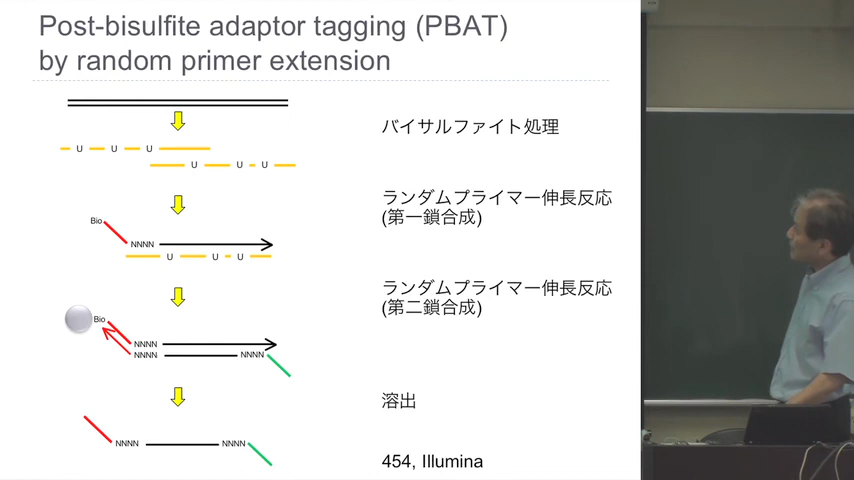 Post-bisulfite adaptor tagging (PBAT)
by random primer extension
バイサルファイト処理
U U U
U U U
ランダムプライマー伸長反応
(第一鎖合成)
Bio
NNNN
U U U
ランダムプライマー伸長反応
(第二鎖合成)
Bio
NNNN
NNNN NNNN
溶出
NNNN NNNN
454, Illumina